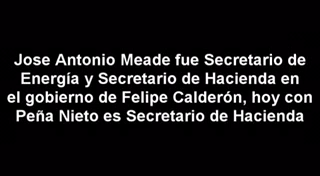 Jose Antonio Meade fue Secretario de
Energía y Secretario de Hacienda en
el gobierno de Felipe Calderón, hoy con
Peña Nieto es Secretario de Hacienda